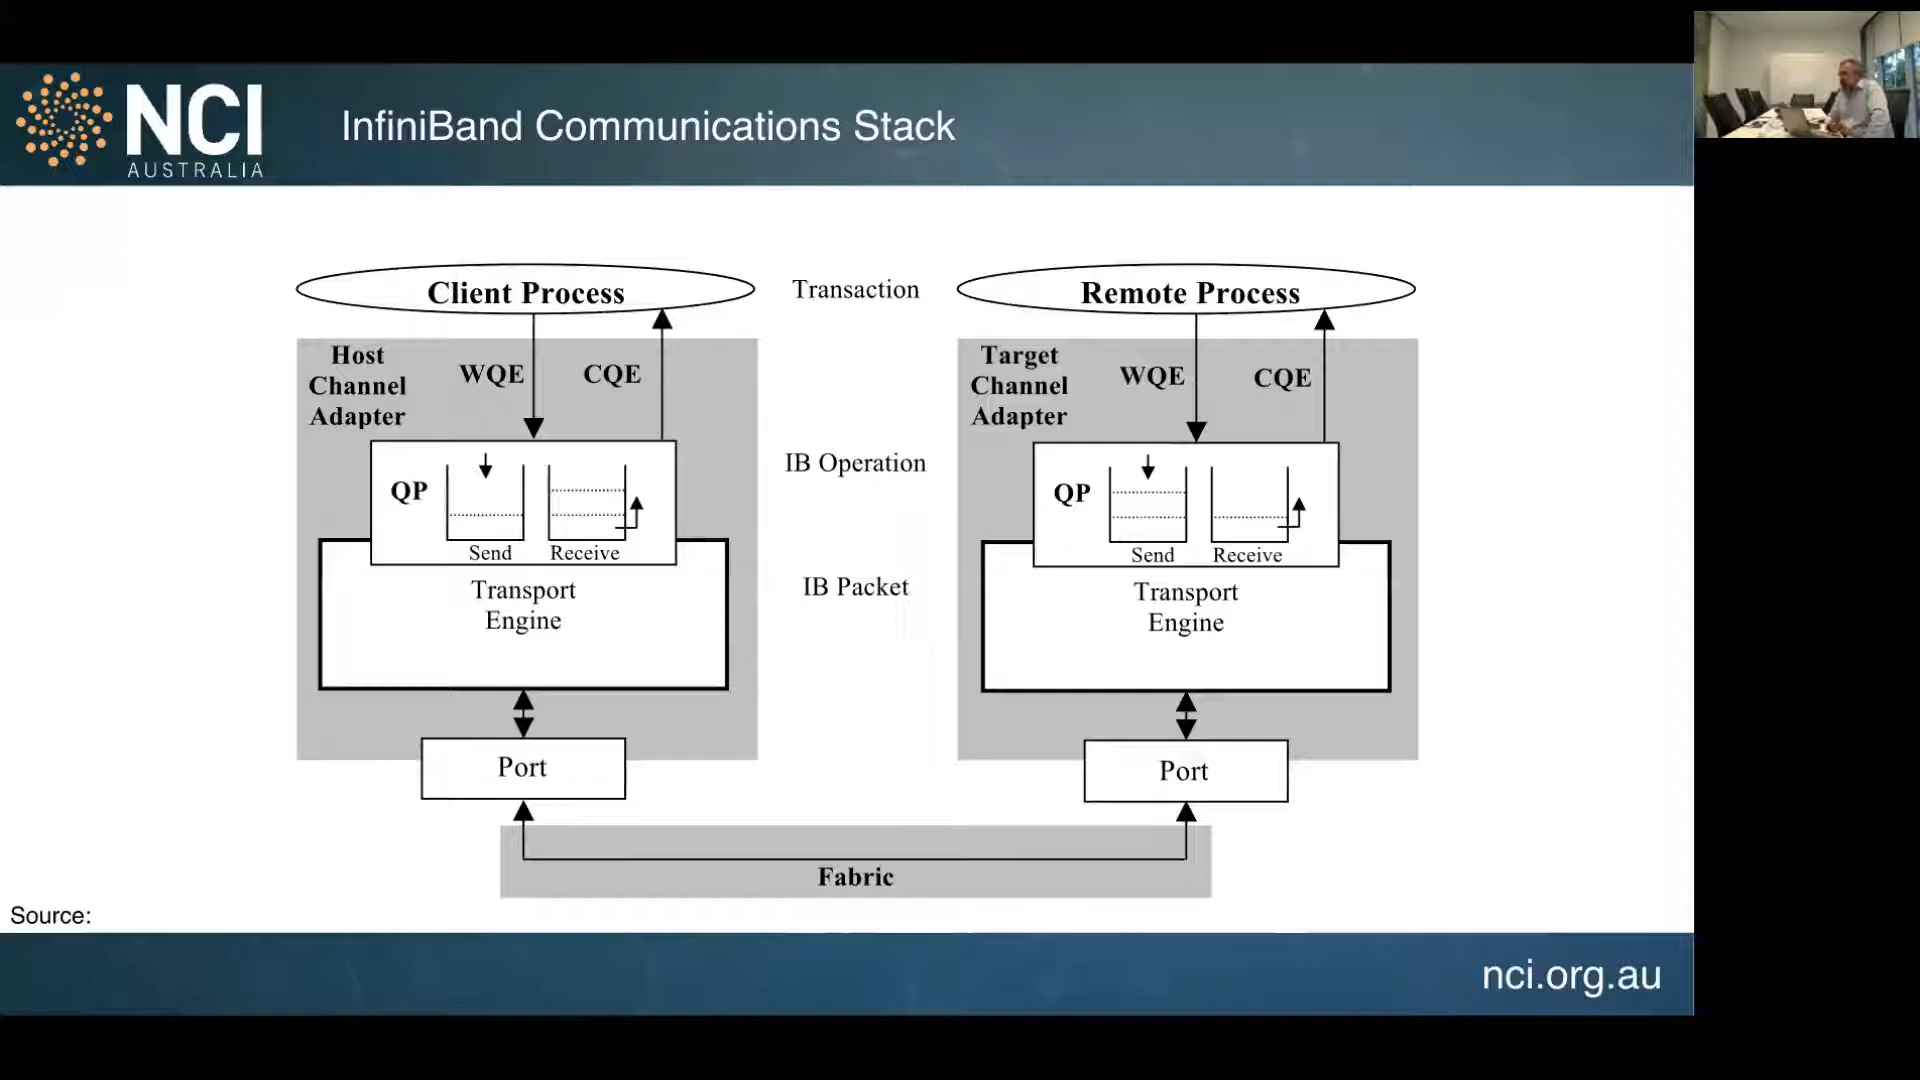 NCI
AUSTRALIA
InfiniBand Communications Stack
Client Process
Transaction
Remote Process
Host
Channel
Adapter
WQE
CQE
Target
Channel
Adapter
WQE
CQE
IB Operation
QP
Send
Receive
QP
Send
Receive
IB Packet
Transport
Engine
Transport
Engine
Port
Port
Fabric
Source:
nci.org.au